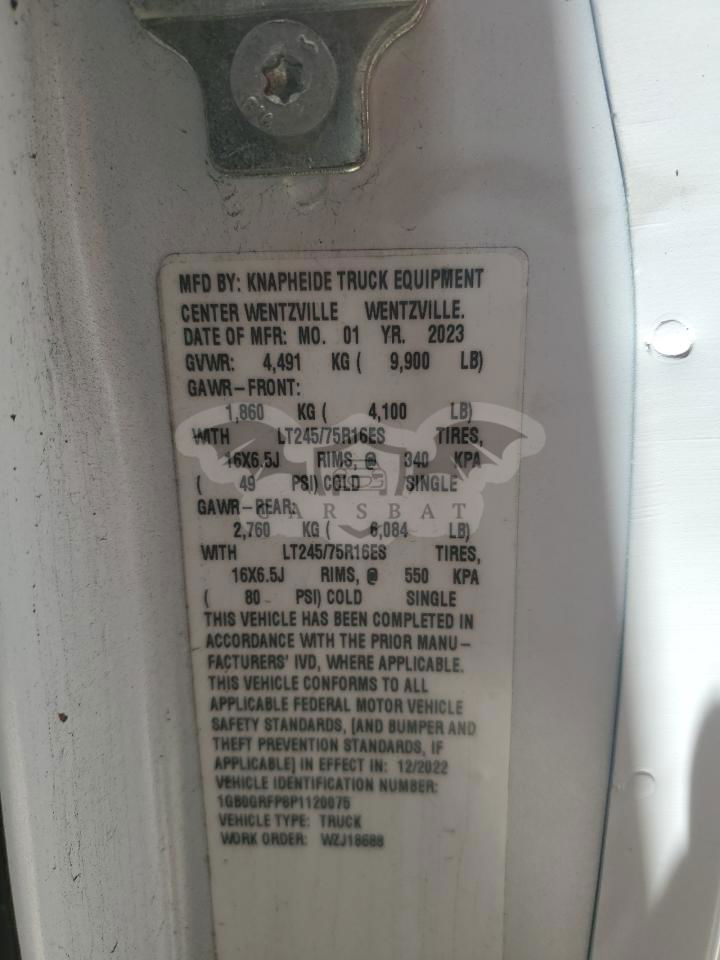 MFD BY: KNAPHEIDE TRUCK EQUIPMENT
CENTER WENTZVILLE WENTZVILLE.
DATE OF MFR: MO. 01 YR. 2023
GVWR: 4,491 KG ( 9,900 LB)
GAWR-FRONT:
1,860 KG ( 4,100 LB)
WITH LT245/75R16ES TIRES,
16X6.5J RIMS, @ 340 KPA
( 49 PSI) COLD SINGLE
CARSBAT
GAWR-REAR:
2,760 KG ( 6,084 LB)
WITH LT245/75R16ES TIRES,
16X6.5J RIMS, @ 550 KPA
( 80 PSI) COLD SINGLE
THIS VEHICLE HAS BEEN COMPLETED IN
ACCORDANCE WITH THE PRIOR MANU-
FACTURERS' IVD, WHERE APPLICABLE.
THIS VEHICLE CONFORMS TO ALL
APPLICABLE FEDERAL MOTOR VEHICLE
SAFETY STANDARDS, [AND BUMPER AND
THEFT PREVENTION STANDARDS, IF
APPLICABLE] IN EFFECT IN: 12/2022
VEHICLE IDENTIFICATION NUMBER:
1GB0GRFP6P1120075
VEHICLE TYPE: TRUCK
WORK ORDER: WZJ18688